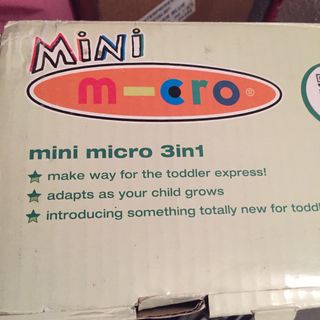 MiNi
m-cro®
mini micro 3in1
make way for the toddler express!
adapts as your child grows
introducing something totally new for todd